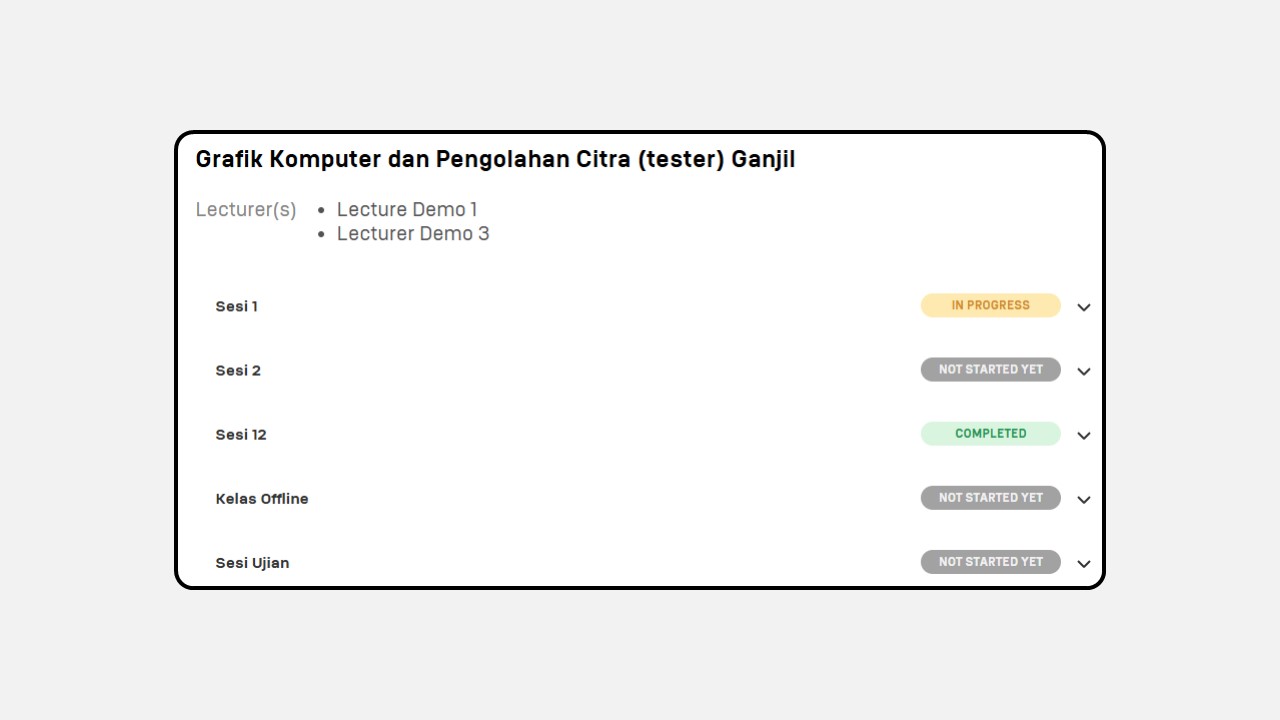 Grafik Komputer dan Pengolahan Citra (tester) Ganjil
Lecturer(s)
• Lecture Demo 1
• Lecturer Demo 3
Sesi 1 IN PROGRESS
Sesi 2 NOT STARTED YET
Sesi 12 COMPLETED
Kelas Offline NOT STARTED YET
Sesi Ujian NOT STARTED YET